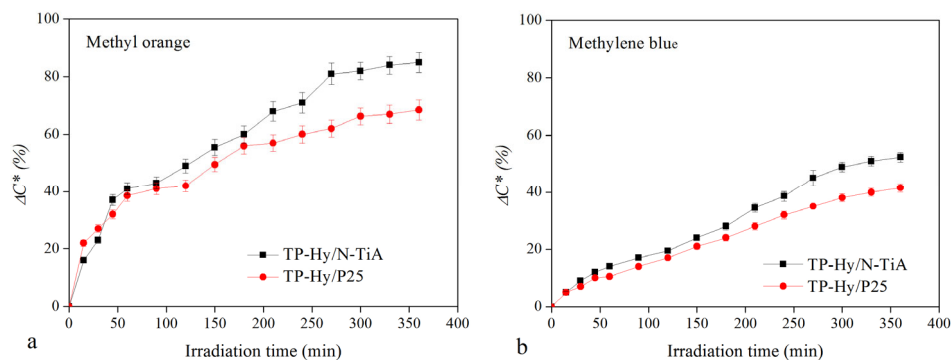 100
80
60
40
20
0
ΔC* (%)
Methyl orange
TP-Hy/N-TiA
TP-Hy/P25
0 50 100 150 200 250 300 350 400
Irradiation time (min)
a
100
80
60
40
20
0
ΔC* (%)
Methylene blue
TP-Hy/N-TiA
TP-Hy/P25
0 50 100 150 200 250 300 350 400
Irradiation time (min)
b